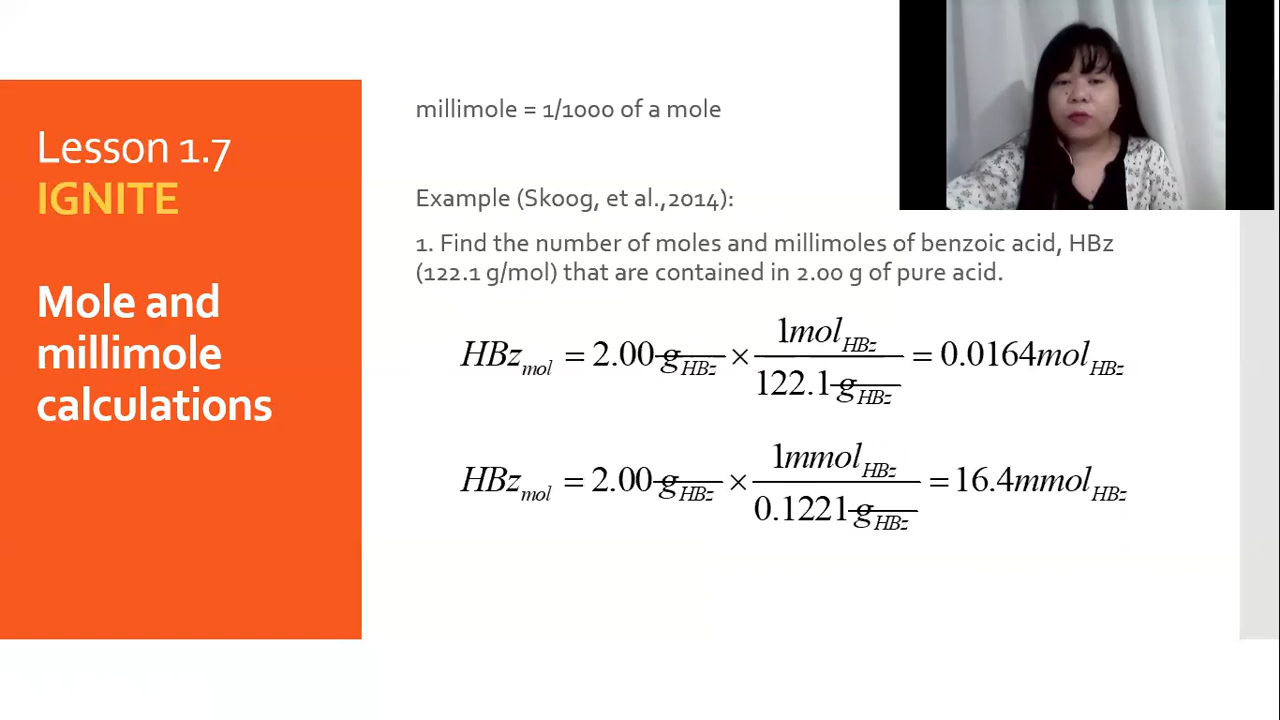 Lesson 1.7
IGNITE
Mole and
millimole
calculations
millimole = 1/1000 of a mole
Example (Skoog, et al.,2014):
1. Find the number of moles and millimoles of benzoic acid, HBz
(122.1 g/mol) that are contained in 2.00 g of pure acid.
HBz_mol = 2.00 g_HBz × 1mol_HBz / 122.1 g_HBz = 0.0164mol_HBz
HBz_mol = 2.00 g_HBz × 1mmol_HBz / 0.1221 g_HBz = 16.4mmol_HBz